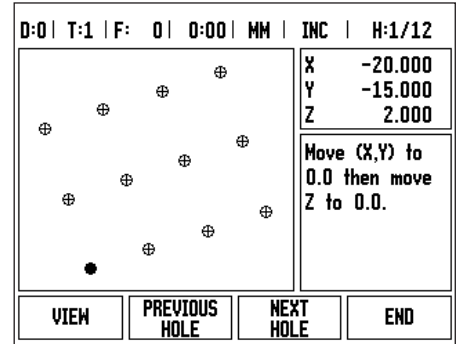 D:0 | T:1 | F: 0 | 0:00 | MM | INC | H:1/12
X -20.000
Y -15.000
Z 2.000
Move (X,Y) to
0.0 then move
Z to 0.0.
VIEW
PREVIOUS
HOLE
NEXT
HOLE
END